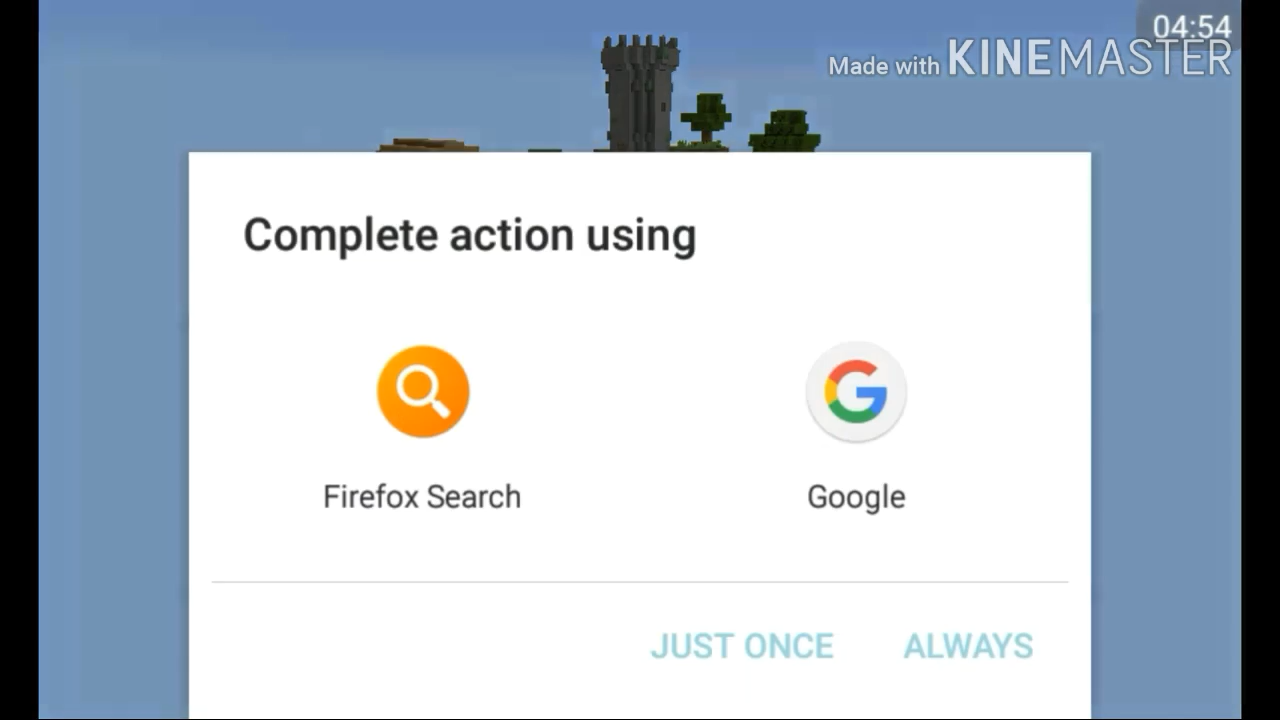 04:54
Made with KINEMASTER
Complete action using
Firefox Search
Google
JUST ONCE
ALWAYS